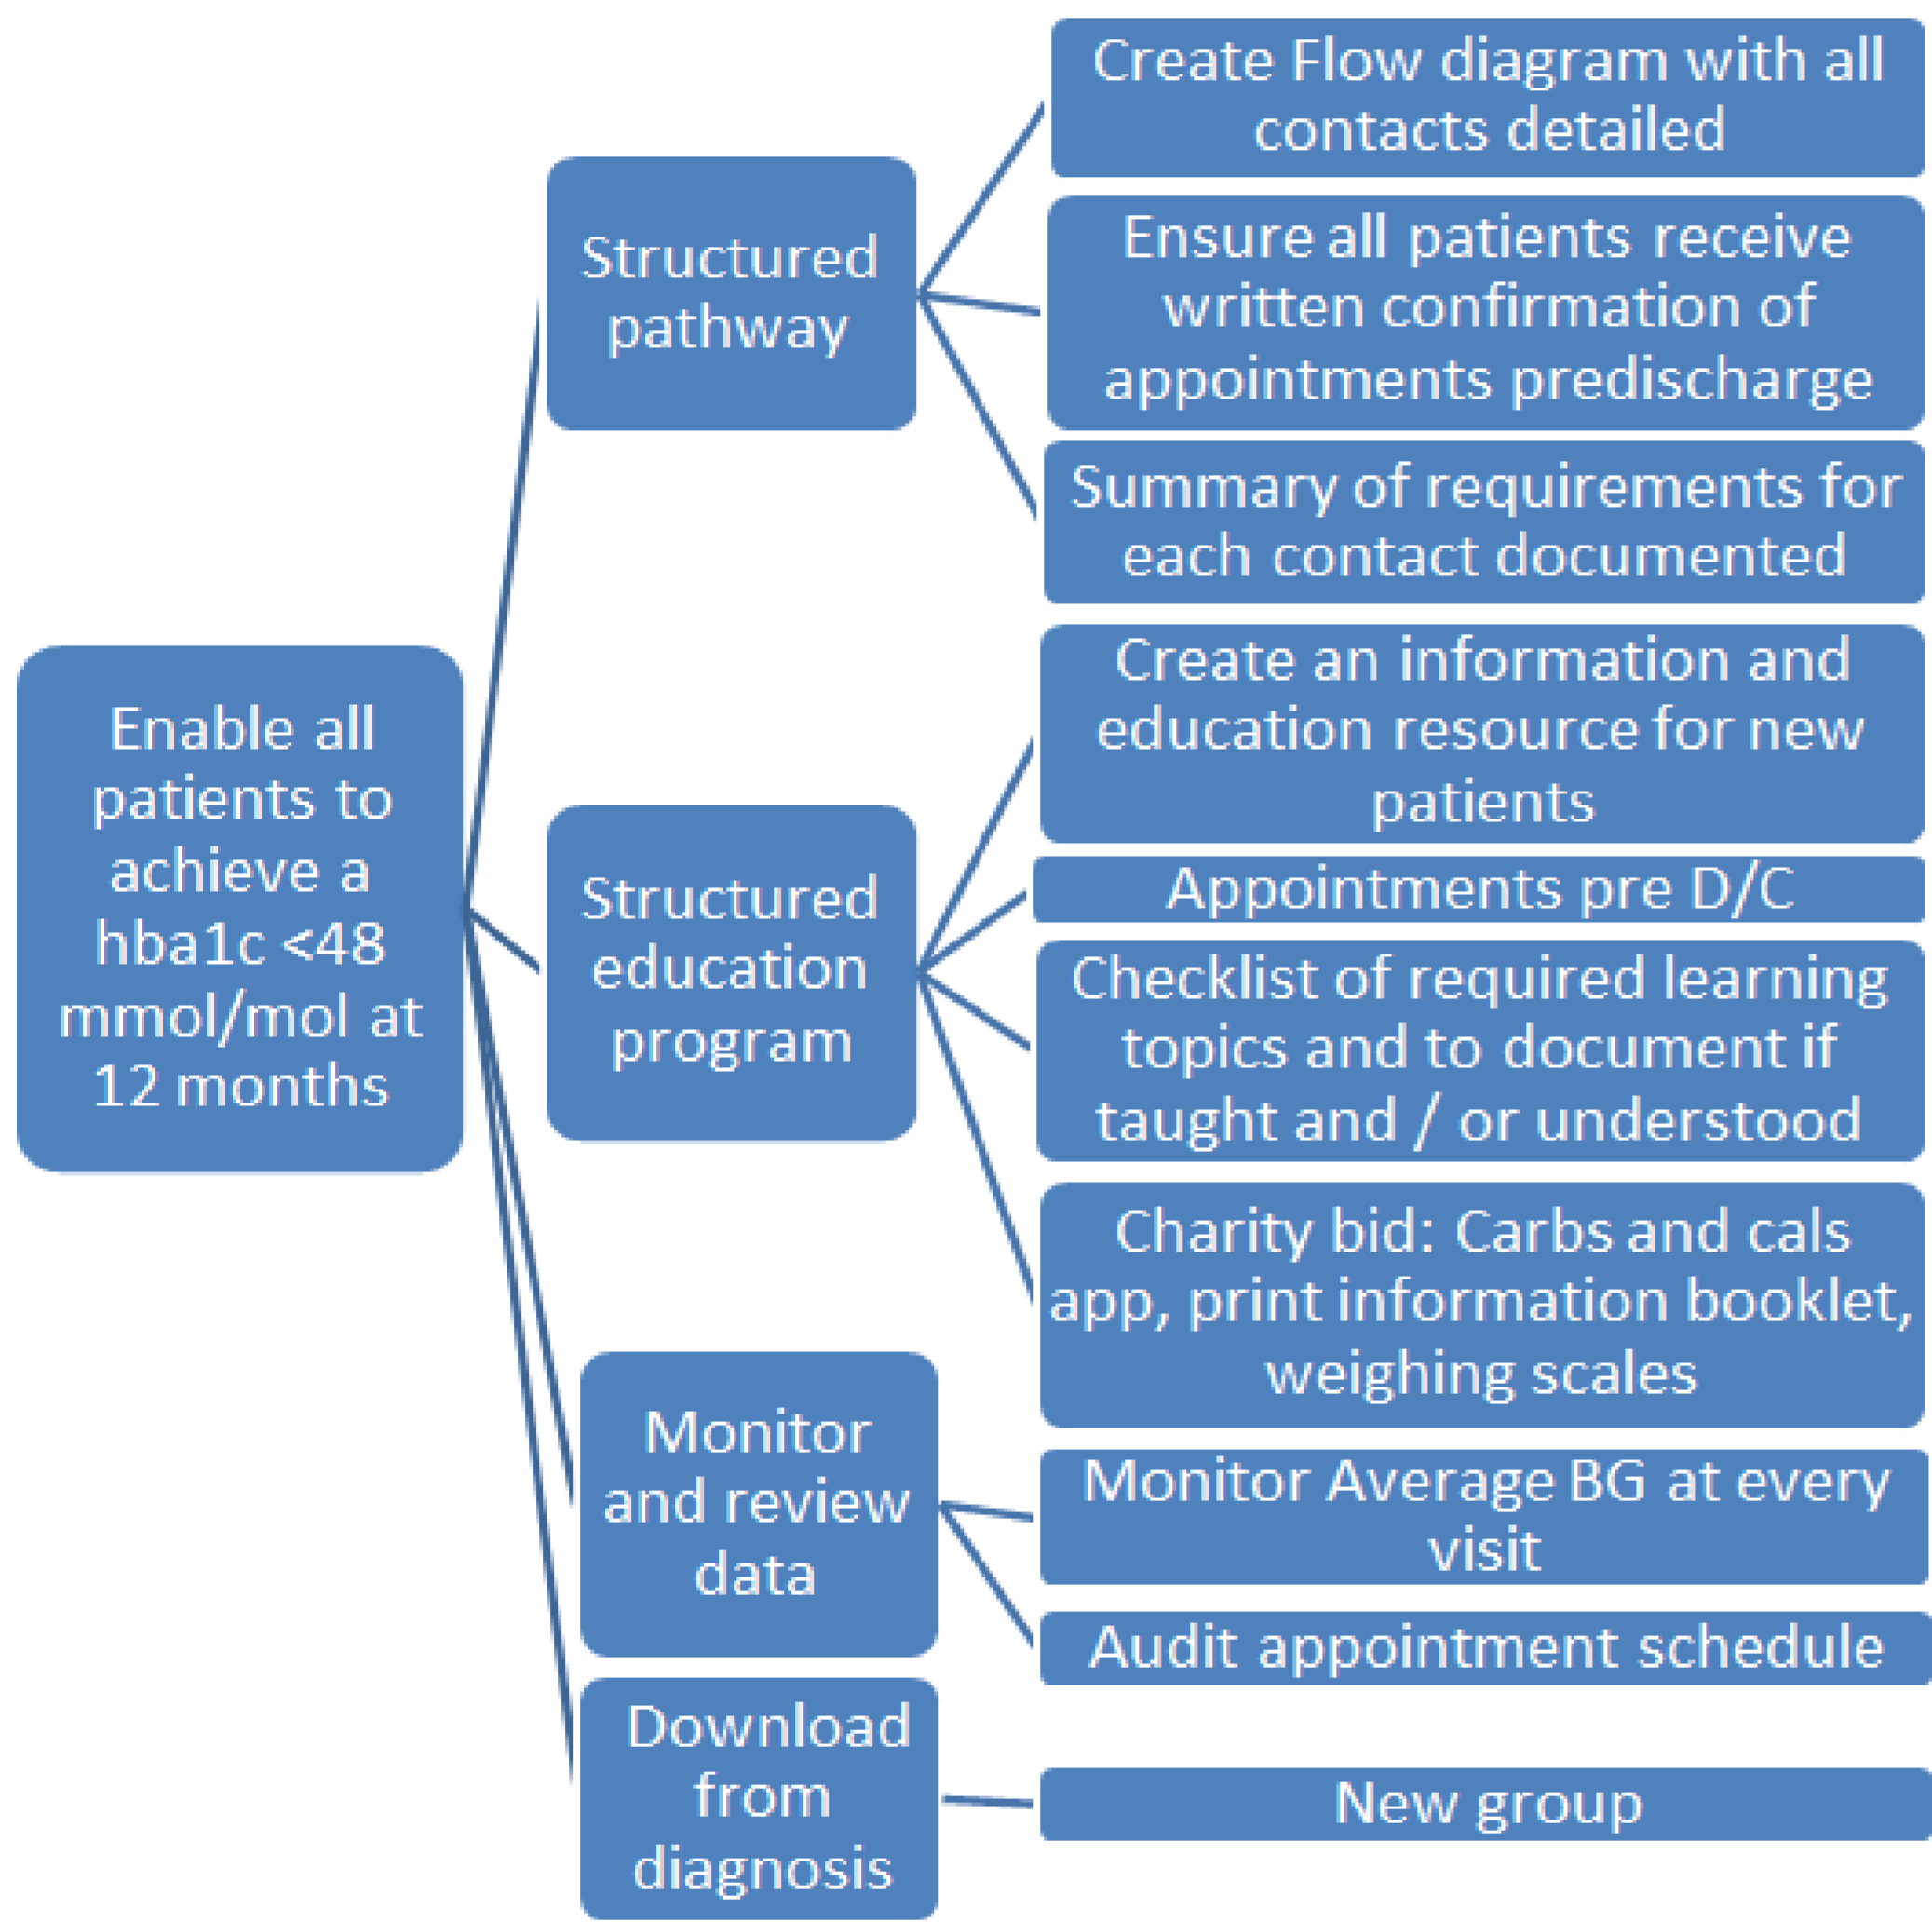 Enable all
patients to
achieve a
hba1c <48
mmol/mol at
12 months
Structured
pathway
Create Flow diagram with all
contacts detailed
Ensure all patients receive
written confirmation of
appointments predischarge
Summary of requirements for
each contact documented
Structured
education
program
Create an information and
education resource for new
patients
Appointments pre D/C
Checklist of required learning
topics and to document if
taught and / or understood
Charity bid: Carbs and cals
app, print information booklet,
weighing scales
Monitor
and review
data
Monitor Average BG at every
visit
Audit appointment schedule
Download
from
diagnosis
New group